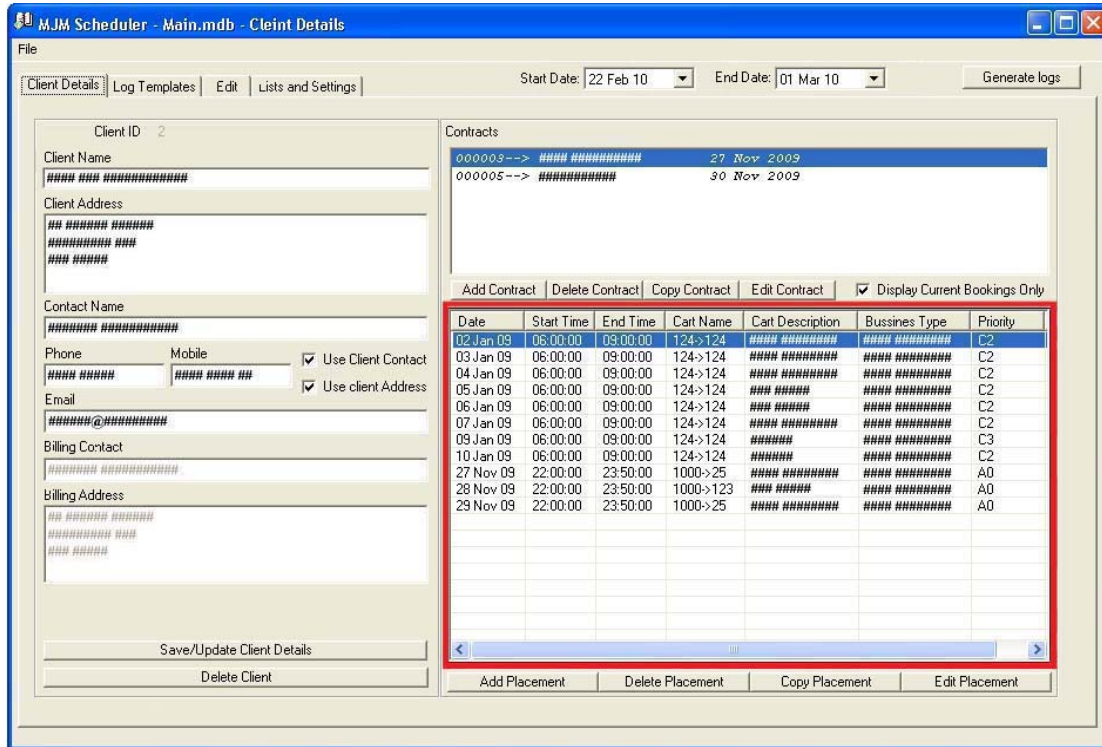 MJM Scheduler - Main.mdb - Cleint Details
File
Client Details Log Templates Edit Lists and Settings Start Date: 22 Feb 10 End Date: 01 Mar 10 Generate logs
Client ID 2
Client Name
#### ### #############
Client Address
## ###### ######
######### ###
### #####
Contact Name
####### ############
Phone Mobile
#### ##### #### #### ##
Use Client Contact
Use client Address
Email
######@##########
Billing Contact
####### ############
Billing Address
## ###### ######
######### ###
### #####
Save/Update Client Details
Delete Client
Contracts
000003--> #### ########## 27 Nov 2009
000005--> ########### 30 Nov 2009
Add Contract Delete Contract Copy Contract Edit Contract Display Current Bookings Only
Date Start Time End Time Cart Name Cart Description Bussines Type Priority
02 Jan 09 06:00:00 09:00:00 124->124 #### ######## #### ######## C2
03 Jan 09 06:00:00 09:00:00 124->124 #### ######## #### ######## C2
04 Jan 09 06:00:00 09:00:00 124->124 #### ######## #### ######## C2
05 Jan 09 06:00:00 09:00:00 124->124 ### ##### #### ######## C2
06 Jan 09 06:00:00 09:00:00 124->124 ### ##### #### ######## C2
07 Jan 09 06:00:00 09:00:00 124->124 #### ######## #### ######## C2
09 Jan 09 06:00:00 09:00:00 124->124 ###### #### ######## C3
10 Jan 09 06:00:00 09:00:00 124->124 ###### #### ######## C2
27 Nov 09 22:00:00 23:50:00 1000->25 #### ######## #### ######## A0
28 Nov 09 22:00:00 23:50:00 1000->123 ### ##### #### ######## A0
29 Nov 09 22:00:00 23:50:00 1000->25 #### ######## #### ######## A0
Add Placement Delete Placement Copy Placement Edit Placement